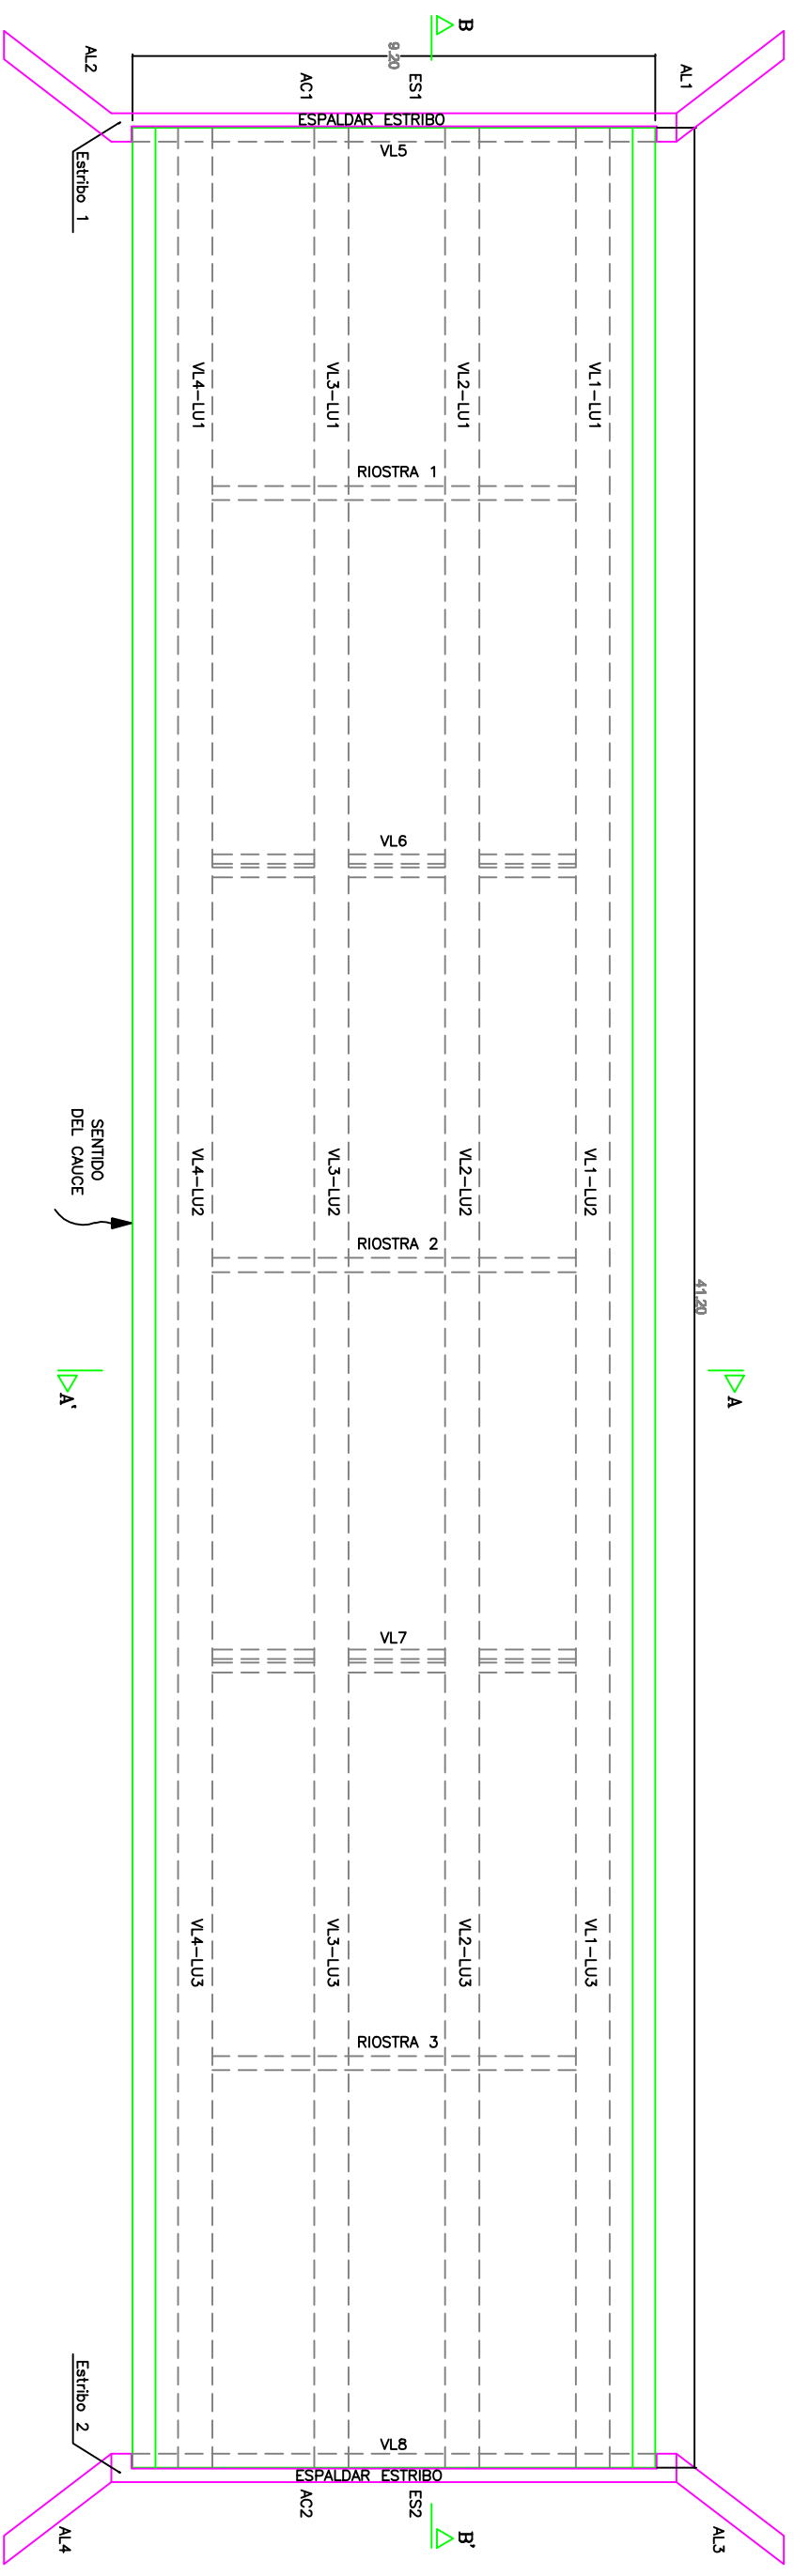 B
9.20
AL2
AL1
AC1
ES1
ESPALDAR ESTRIBO
VL5
Estribo 1
VL4-LU1
VL3-LU1
VL2-LU1
VL1-LU1
RIOSTRA 1
VL6
SENTIDO
DEL CAUCE
VL4-LU2
VL3-LU2
VL2-LU2
VL1-LU2
RIOSTRA 2
41.20
A'
A
VL7
VL4-LU3
VL3-LU3
VL2-LU3
VL1-LU3
RIOSTRA 3
Estribo 2
VL8
ESPALDAR ESTRIBO
AC2
ES2
B'
AL4
AL3